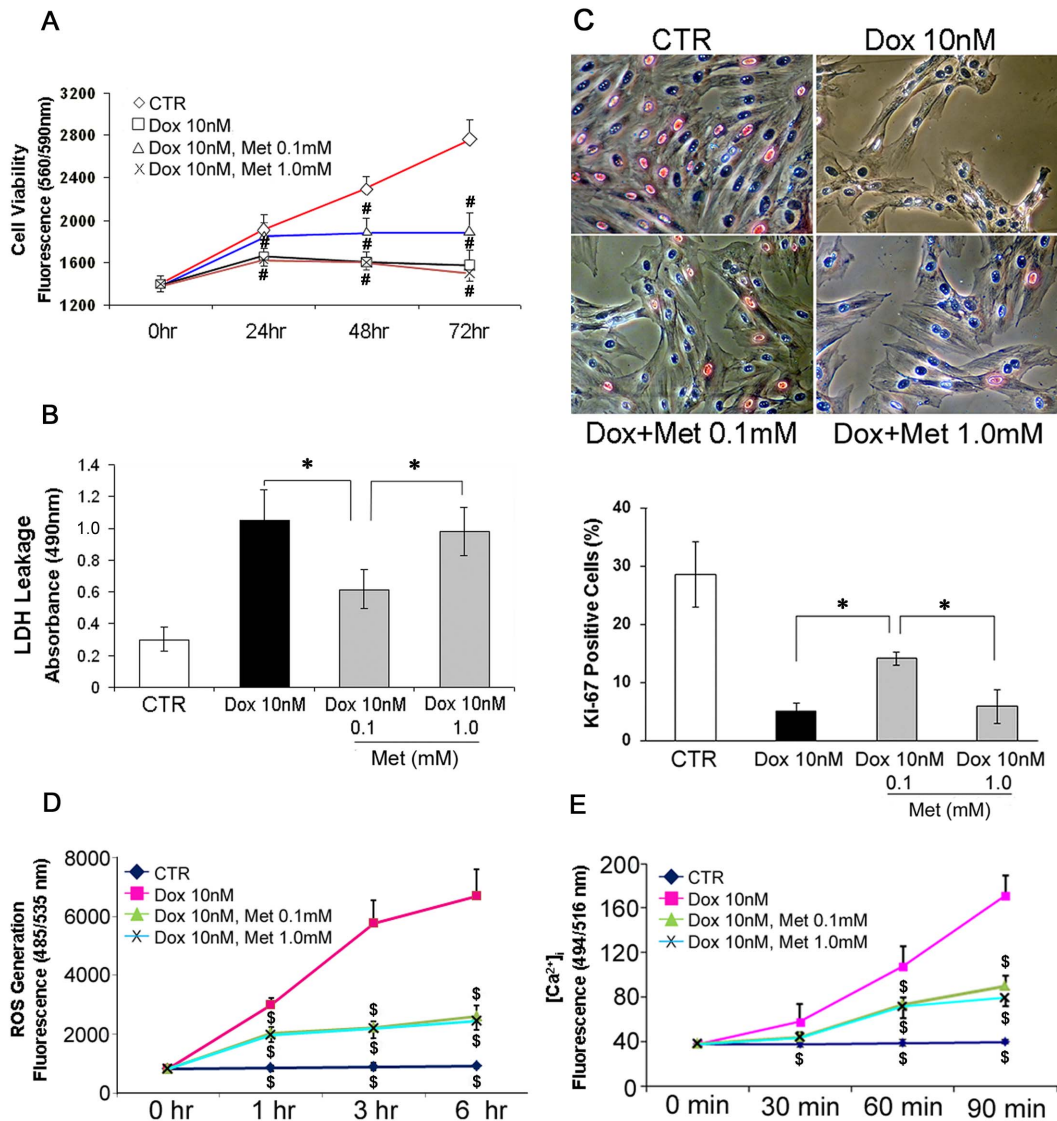 A
Cell Viability
Fluorescence (560/590nm)
3200
2800
2400
2000
1600
1200
CTR
Dox 10nM
Dox 10nM, Met 0.1mM
Dox 10nM, Met 1.0mM
#
#
#
#
#
#
#
#
0hr 24hr 48hr 72hr
B
LDH Leakage
Absorbance (490nm)
1.4
1.2
1.0
0.8
0.6
0.4
0.2
0
* *
CTR Dox 10nM Dox 10nM Dox 10nM
0.1 1.0
Met (mM)
C
CTR Dox 10nM
Dox+Met 0.1mM Dox+Met 1.0mM
Ki-67 Positive Cells (%)
40
30
20
10
0
* *
CTR Dox 10nM Dox 10nM Dox 10nM
0.1 1.0
Met (mM)
D
ROS Generation
Fluorescence (485/535 nm)
8000
6000
4000
2000
0
CTR
Dox 10nM
Dox 10nM, Met 0.1mM
Dox 10nM, Met 1.0mM
$ $ $
$ $ $
$ $ $
0 hr 1 hr 3 hr 6 hr
E
[Ca²⁺]i
Fluorescence (494/516 nm)
200
160
120
80
40
0
CTR
Dox 10nM
Dox 10nM, Met 0.1mM
Dox 10nM, Met 1.0mM
$ $
$ $
$ $ $
0 min 30 min 60 min 90 min